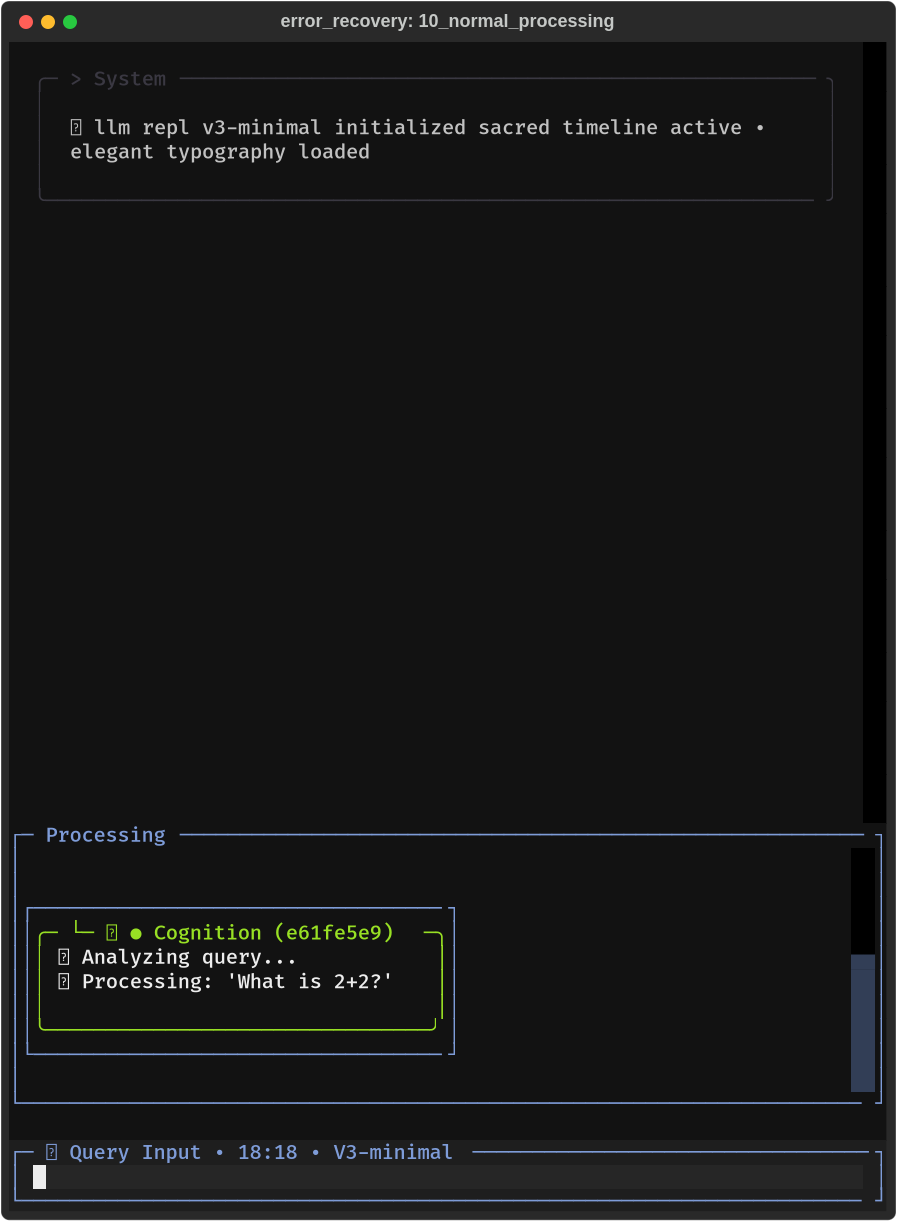 error_recovery: 10_normal_processing
> System
llm repl v3-minimal initialized sacred timeline active •
elegant typography loaded
Processing
└─ ● Cognition (e61fe5e9)
Analyzing query...
Processing: 'What is 2+2?'
Query Input • 18:18 • V3-minimal